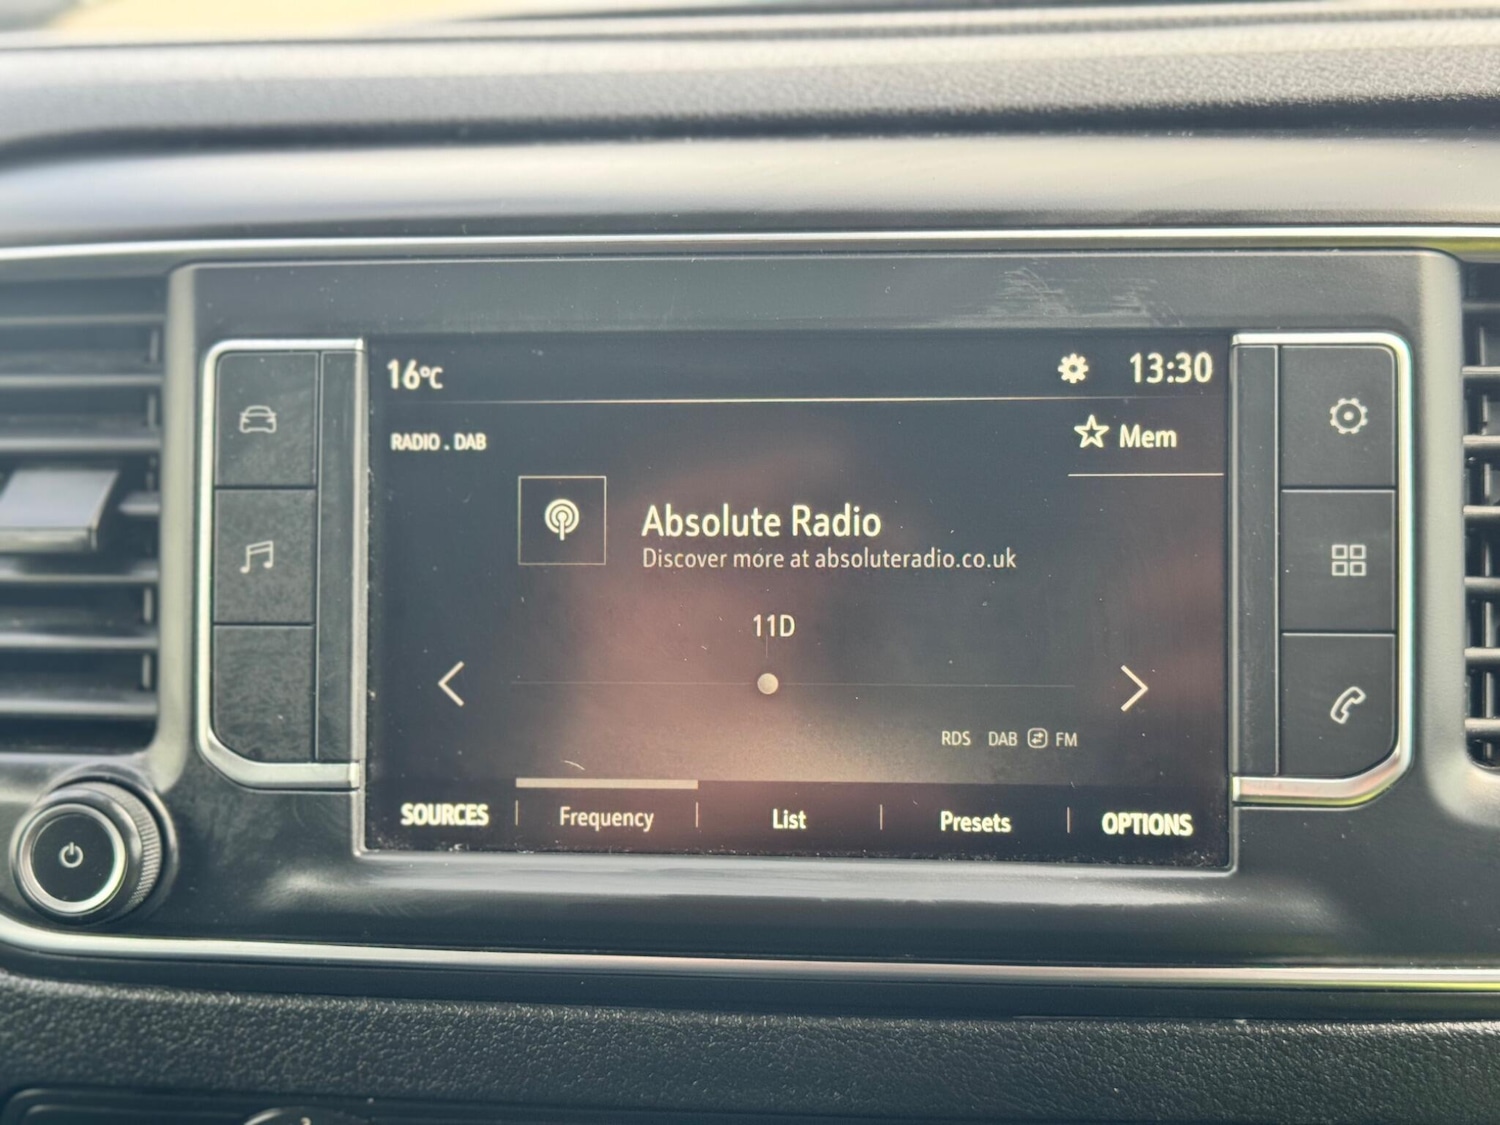 16°C
13:30
RADIO . DAB
Mem
Absolute Radio
Discover more at absoluteradio.co.uk
11D
RDS DAB FM
SOURCES Frequency List Presets OPTIONS